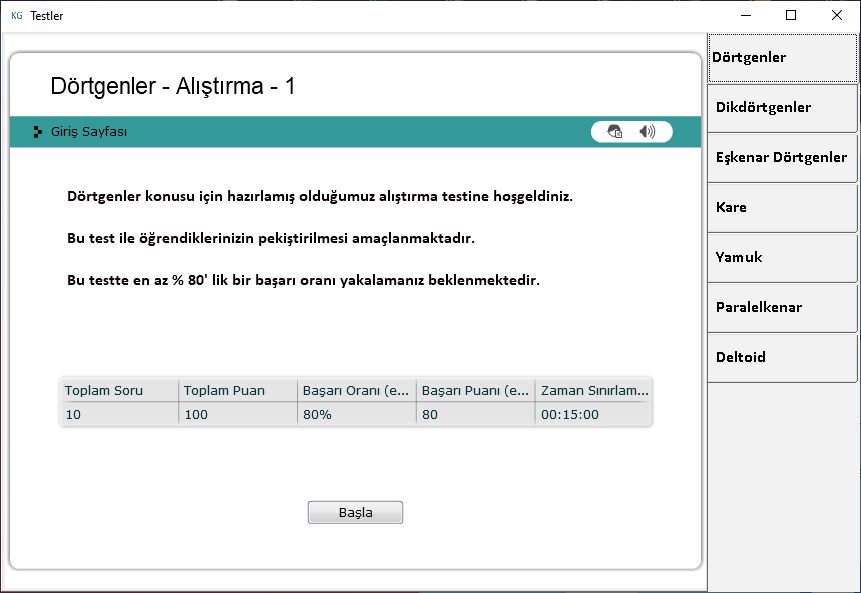 KG Testler
Dörtgenler - Alıştırma - 1
Giriş Sayfası
Dörtgenler konusu için hazırlamış olduğumuz alıştırma testine hoşgeldiniz.
Bu test ile öğrendiklerinizin pekiştirilmesi amaçlanmaktadır.
Bu testte en az % 80' lik bir başarı oranı yakalamanız beklenmektedir.
Toplam Soru Toplam Puan Başarı Oranı (e... Başarı Puanı (e... Zaman Sınırlam...
10 100 80% 80 00:15:00
Başla
Dörtgenler
Dikdörtgenler
Eşkenar Dörtgenler
Kare
Yamuk
Paralelkenar
Deltoid